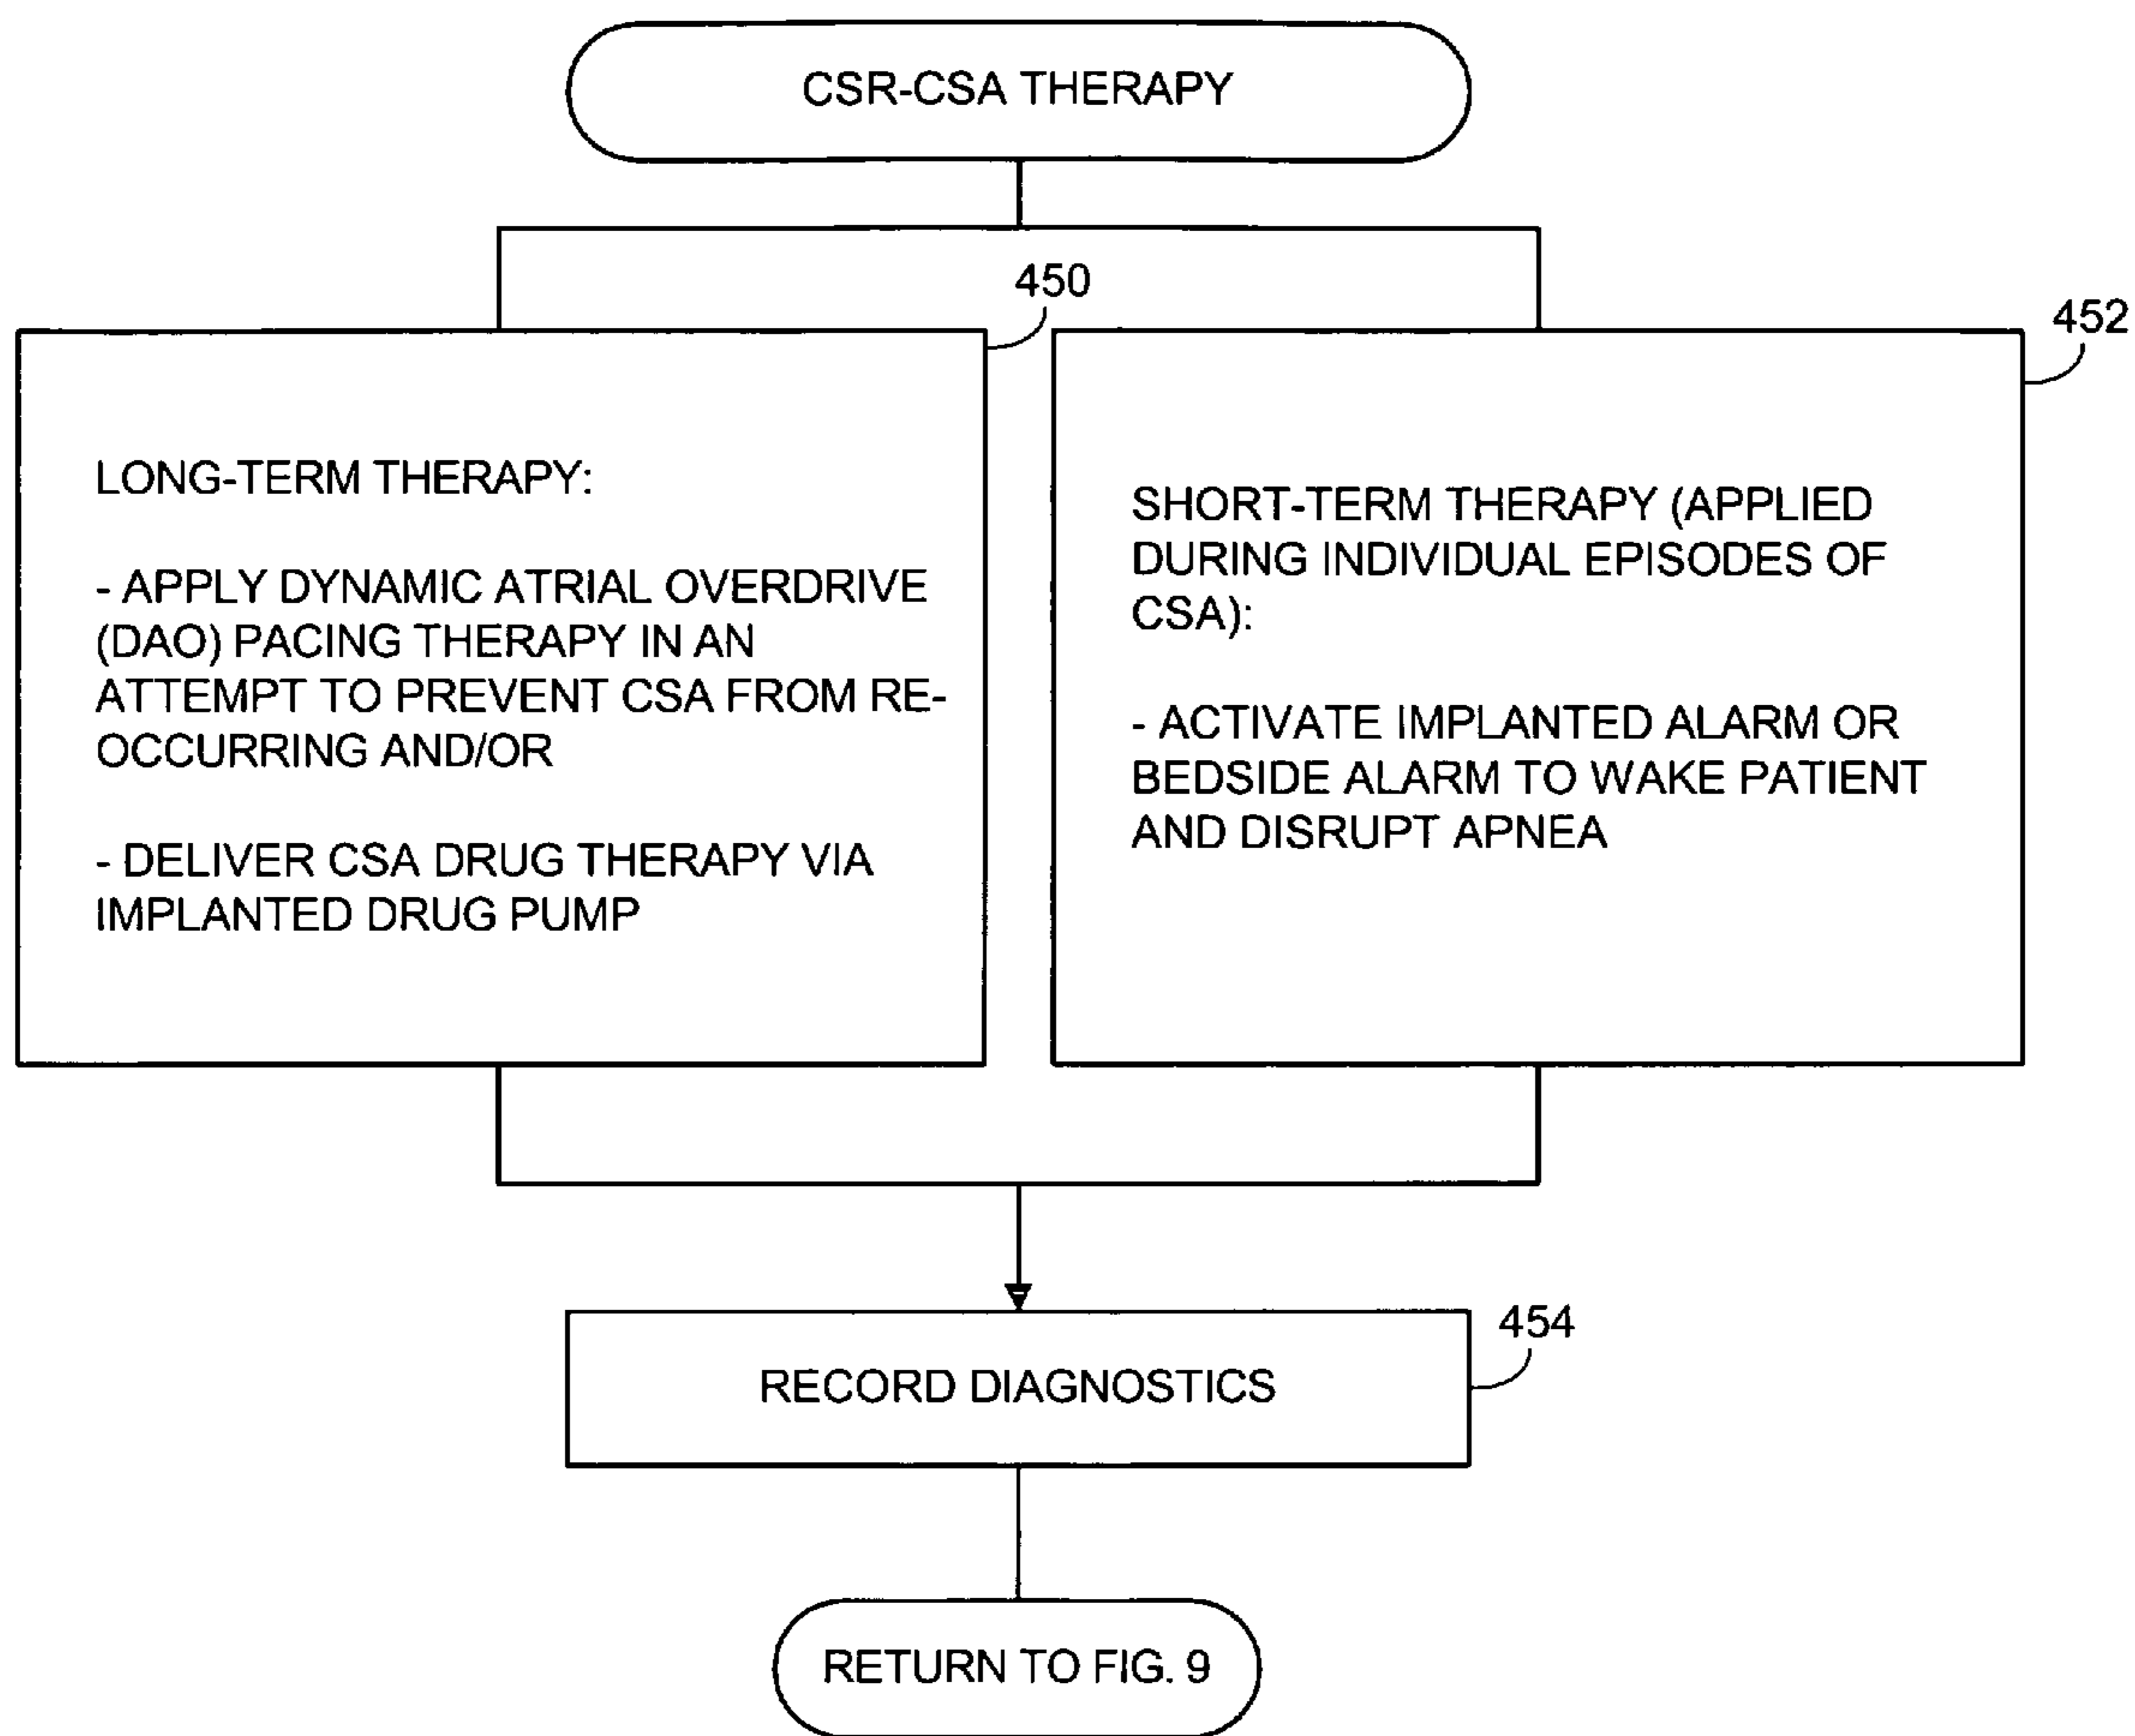 CSR-CSA THERAPY
450
452
LONG-TERM THERAPY:
- APPLY DYNAMIC ATRIAL OVERDRIVE
(DAO) PACING THERAPY IN AN
ATTEMPT TO PREVENT CSA FROM RE-
OCCURRING AND/OR
- DELIVER CSA DRUG THERAPY VIA
IMPLANTED DRUG PUMP
SHORT-TERM THERAPY (APPLIED
DURING INDIVIDUAL EPISODES OF
CSA):
- ACTIVATE IMPLANTED ALARM OR
BEDSIDE ALARM TO WAKE PATIENT
AND DISRUPT APNEA
454
RECORD DIAGNOSTICS
RETURN TO FIG. 9